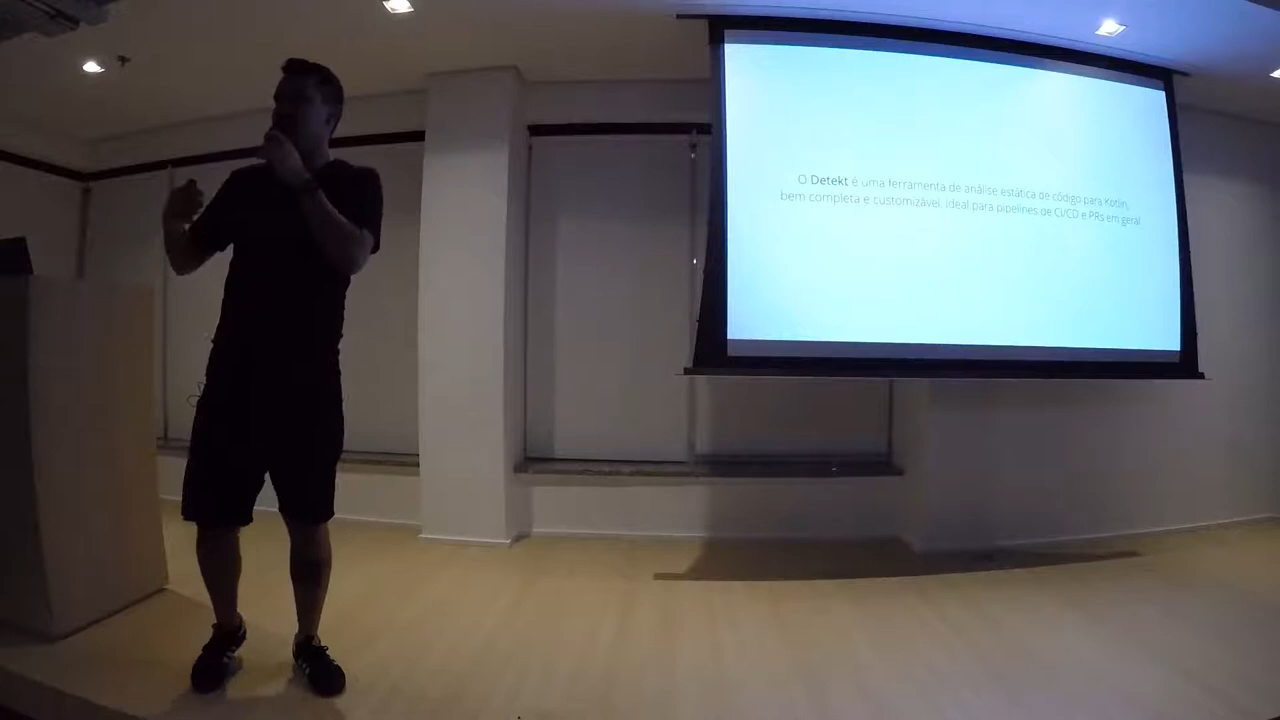 O Detekt é uma ferramenta de análise estática de código para Kotlin,
bem completa e customizável. Ideal para pipelines de CI/CD e PRs em geral